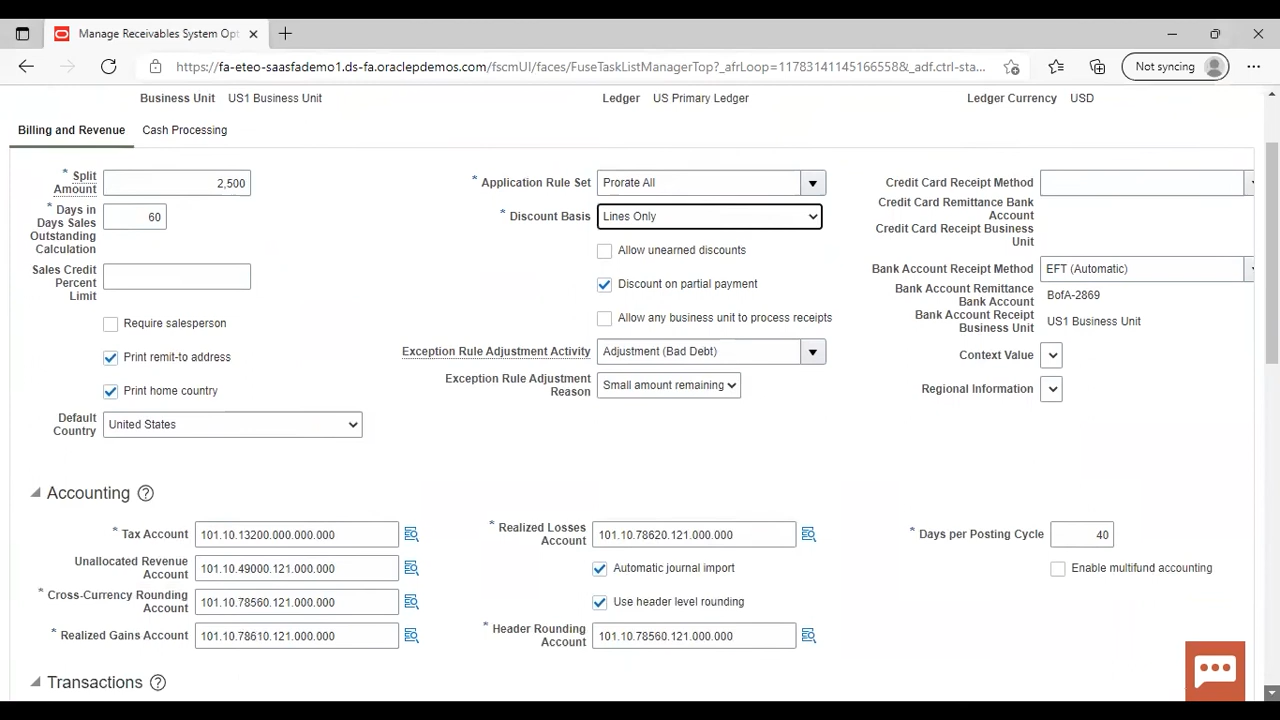 Manage Receivables System Opt
https://fa-eteo-saasfademo1.ds-fa.oraclepdemos.com/fscmUI/faces/FuseTaskListManagerTop?_afrLoop=11783141145166558&_adf.ctrl-sta...
Not syncing
Business Unit US1 Business Unit Ledger US Primary Ledger Ledger Currency USD
Billing and Revenue Cash Processing
* Split Amount 2,500
* Days in Days Sales Outstanding Calculation 60
Sales Credit Percent Limit
Require salesperson
Print remit-to address
Print home country
Default Country United States
* Application Rule Set Prorate All
* Discount Basis Lines Only
Allow unearned discounts
Discount on partial payment
Allow any business unit to process receipts
Exception Rule Adjustment Activity Adjustment (Bad Debt)
Exception Rule Adjustment Reason Small amount remaining
Credit Card Receipt Method
Credit Card Remittance Bank Account
Credit Card Receipt Business Unit
Bank Account Receipt Method EFT (Automatic)
Bank Account Remittance Bank Account BofA-2869
Bank Account Receipt Business Unit US1 Business Unit
Context Value
Regional Information
Accounting
* Tax Account 101.10.13200.000.000.000
Unallocated Revenue Account 101.10.49000.121.000.000
* Cross-Currency Rounding Account 101.10.78560.121.000.000
* Realized Gains Account 101.10.78610.121.000.000
* Realized Losses Account 101.10.78620.121.000.000
Automatic journal import
Use header level rounding
* Header Rounding Account 101.10.78560.121.000.000
* Days per Posting Cycle 40
Enable multifund accounting
Transactions